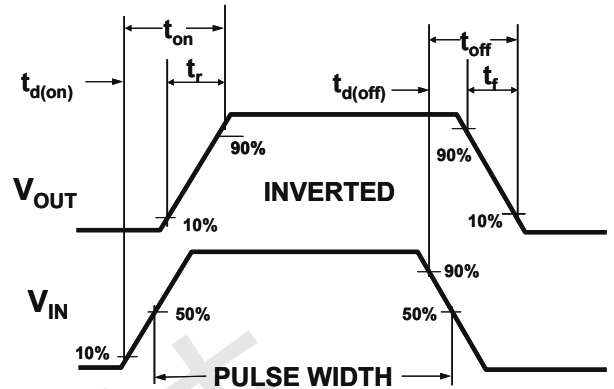 t_on t_off
t_d(on) t_r t_d(off) t_f
90% 90%
V_OUT INVERTED
10% 10%
90%
V_IN 50% 50%
10%
PULSE WIDTH